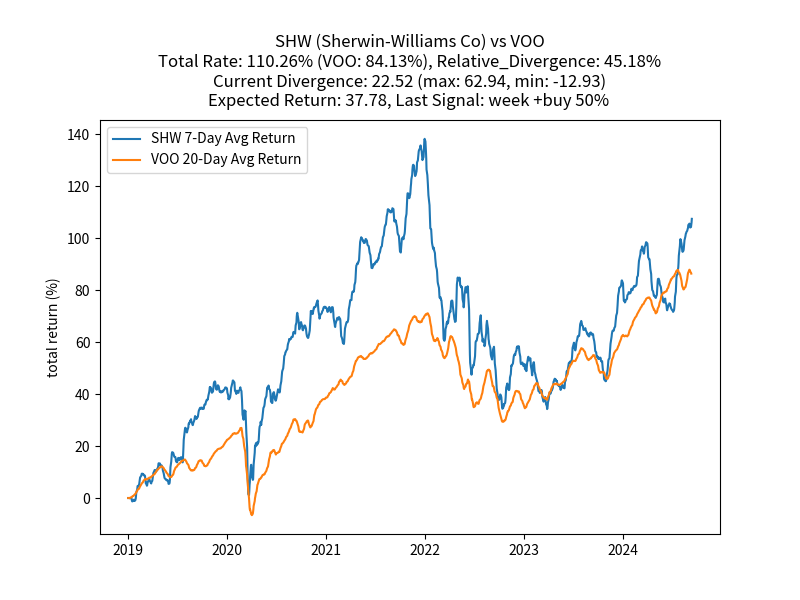 SHW (Sherwin-Williams Co) vs VOO
Total Rate: 110.26% (VOO: 84.13%), Relative_Divergence: 45.18%
Current Divergence: 22.52 (max: 62.94, min: -12.93)
Expected Return: 37.78, Last Signal: week +buy 50%
SHW 7-Day Avg Return
VOO 20-Day Avg Return
total return (%)
140
120
100
80
60
40
20
0
2019
2020
2021
2022
2023
2024